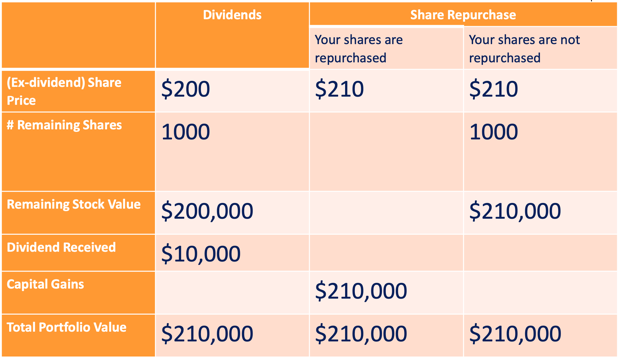 Dividends Share Repurchase
Your shares are Your shares are not
repurchased repurchased
(Ex-dividend) Share
Price $200 $210 $210
# Remaining Shares 1000 1000
Remaining Stock Value $200,000 $210,000
Dividend Received $10,000
Capital Gains $210,000
Total Portfolio Value $210,000 $210,000 $210,000